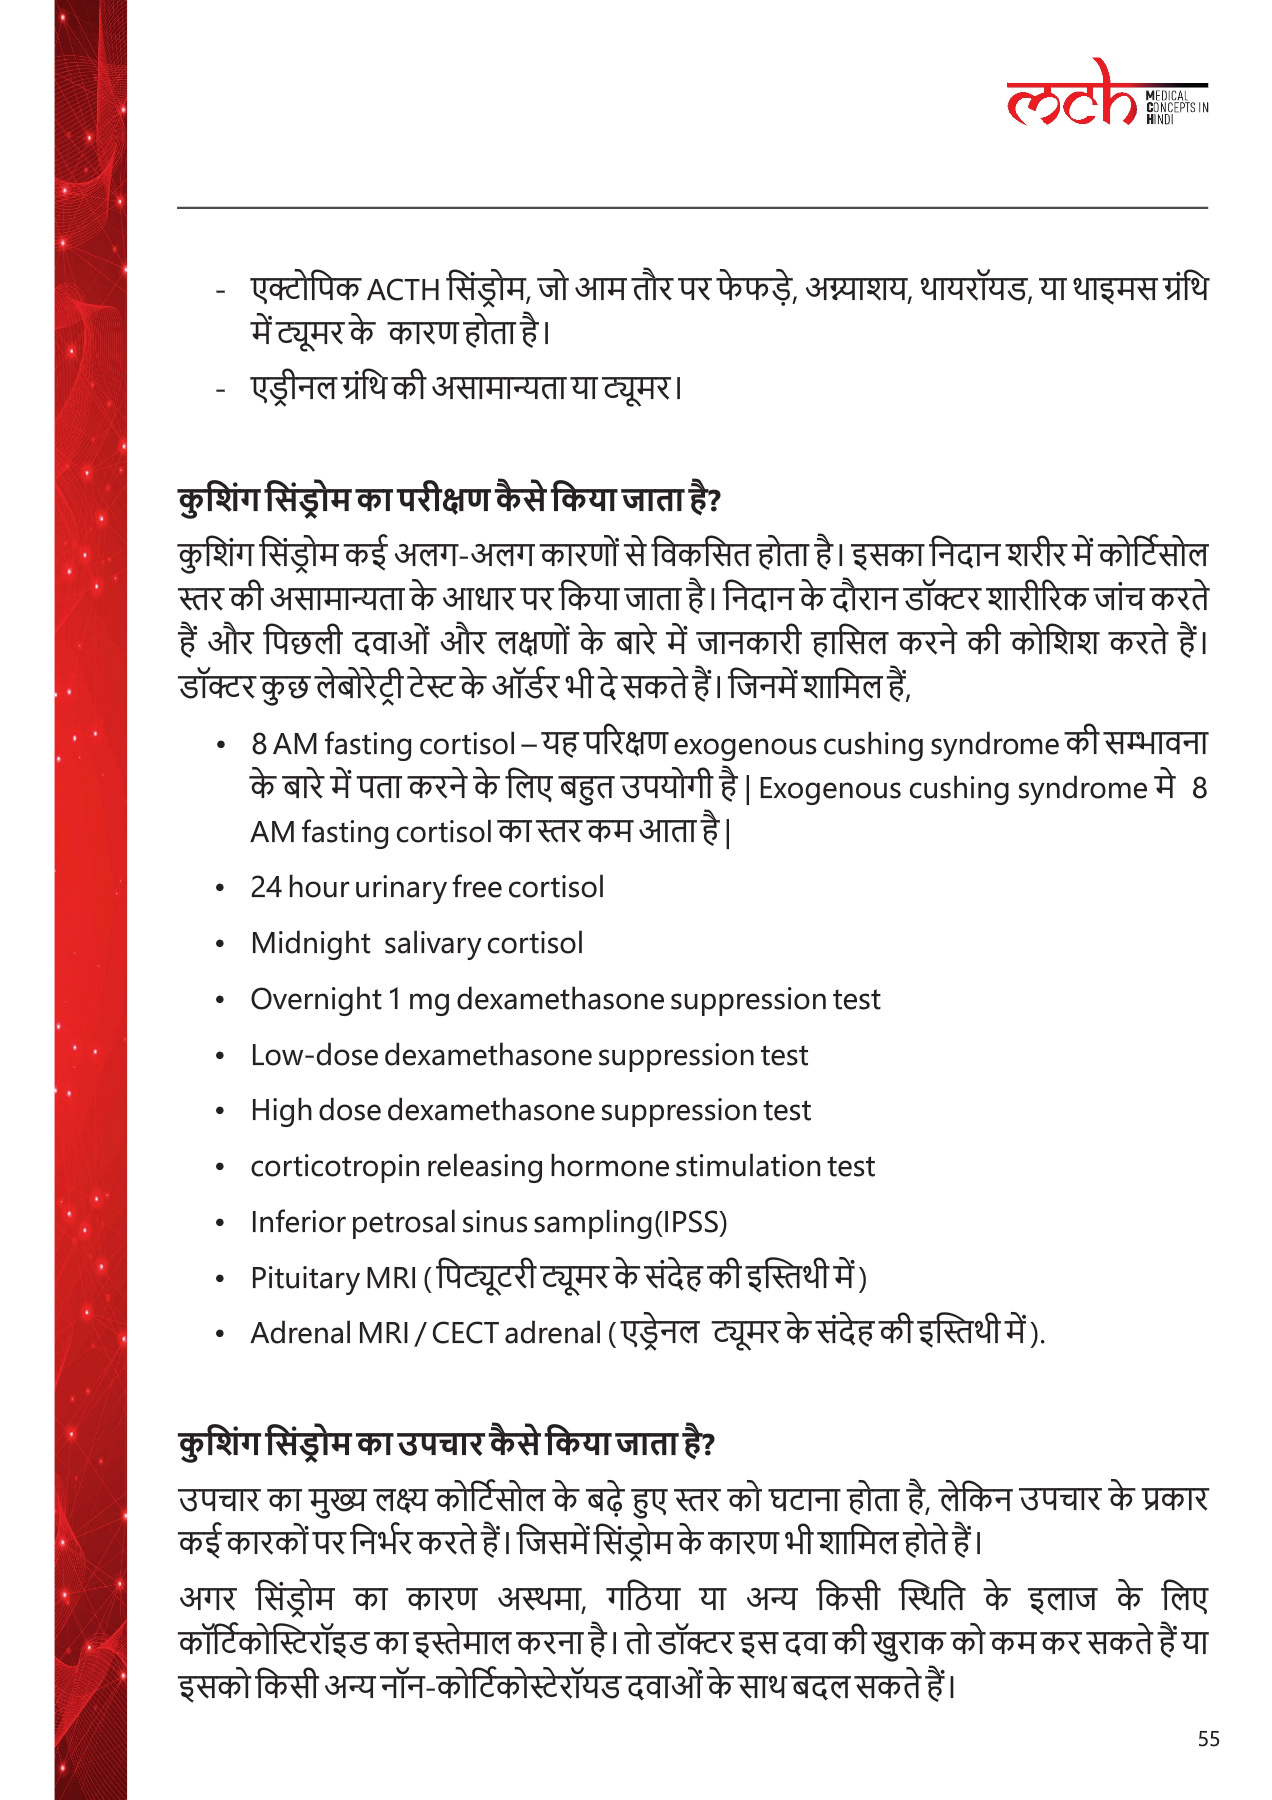 mch MEDICAL
CONCEPTS IN
HINDI
- एक्टोपिक ACTH सिंड्रोम, जो आम तौर पर फेफड़े, अग्न्याशय, थायरॉयड, या थाइमस ग्रंथि
में ट्यूमर के कारण होता है।
- एड्रीनल ग्रंथि की असामान्यता या ट्यूमर।
कुशिंग सिंड्रोम का परीक्षण कैसे किया जाता है?
कुशिंग सिंड्रोम कई अलग-अलग कारणों से विकसित होता है। इसका निदान शरीर में कोर्टिसोल
स्तर की असामान्यता के आधार पर किया जाता है। निदान के दौरान डॉक्टर शारीरिक जांच करते
हैं और पिछली दवाओं और लक्षणों के बारे में जानकारी हासिल करने की कोशिश करते हैं।
डॉक्टर कुछ लेबोरेट्री टेस्ट के ऑर्डर भी दे सकते हैं। जिनमें शामिल हैं,
• 8 AM fasting cortisol – यह परिक्षण exogenous cushing syndrome की सम्भावना
के बारे में पता करने के लिए बहुत उपयोगी है | Exogenous cushing syndrome मे 8
AM fasting cortisol का स्तर कम आता है |
• 24 hour urinary free cortisol
• Midnight salivary cortisol
• Overnight 1 mg dexamethasone suppression test
• Low-dose dexamethasone suppression test
• High dose dexamethasone suppression test
• corticotropin releasing hormone stimulation test
• Inferior petrosal sinus sampling(IPSS)
• Pituitary MRI ( पिट्यूटरी ट्यूमर के संदेह की इस्तिथी में )
• Adrenal MRI / CECT adrenal ( एड्रेनल ट्यूमर के संदेह की इस्तिथी में ).
कुशिंग सिंड्रोम का उपचार कैसे किया जाता है?
उपचार का मुख्य लक्ष्य कोर्टिसोल के बढ़े हुए स्तर को घटाना होता है, लेकिन उपचार के प्रकार
कई कारकों पर निर्भर करते हैं। जिसमें सिंड्रोम के कारण भी शामिल होते हैं।
अगर सिंड्रोम का कारण अस्थमा, गठिया या अन्य किसी स्थिति के इलाज के लिए
कॉर्टिकोस्टिरॉइड का इस्तेमाल करना है। तो डॉक्टर इस दवा की खुराक को कम कर सकते हैं या
इसको किसी अन्य नॉन-कोर्टिकोस्टेरॉयड दवाओं के साथ बदल सकते हैं।
55